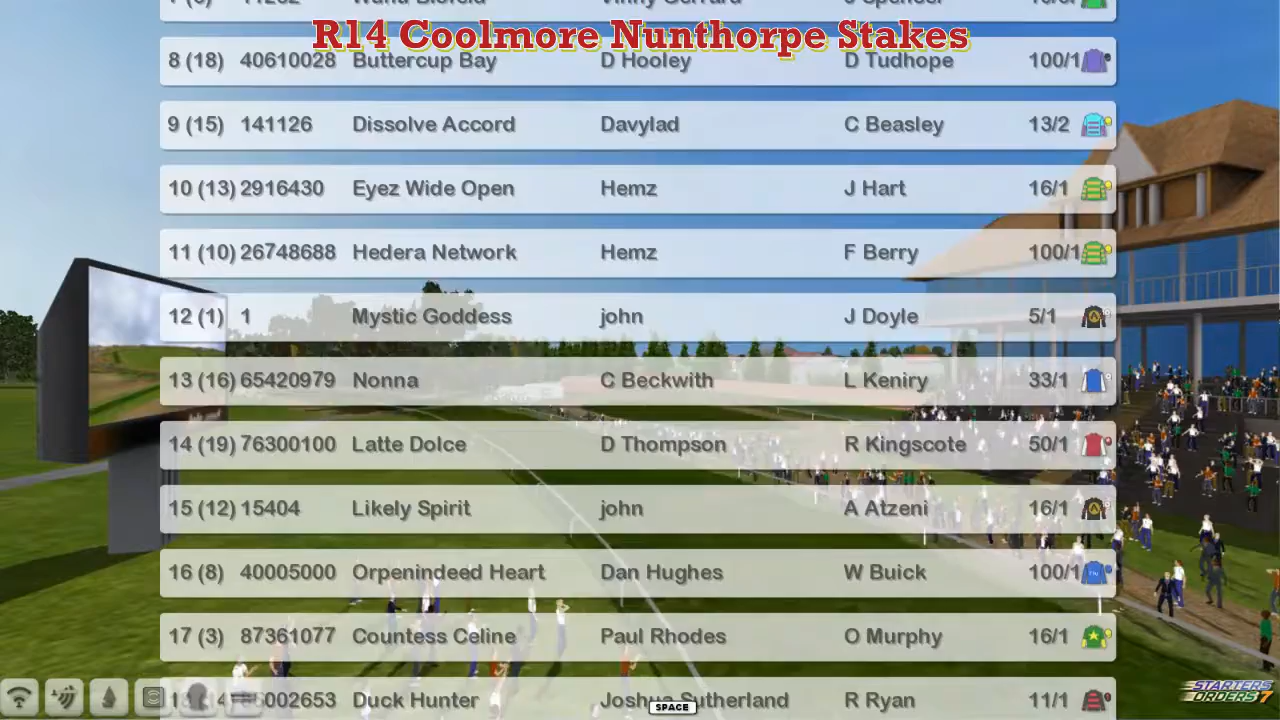 R14 Coolmore Nunthorpe Stakes
8 (18) 40610028 Buttercup Bay D Hooley D Tudhope 100/1
9 (15) 141126 Dissolve Accord Davylad C Beasley 13/2
10 (13) 2916430 Eyez Wide Open Hemz J Hart 16/1
11 (10) 26748688 Hedera Network Hemz F Berry 100/1
12 (1) 1 Mystic Goddess john J Doyle 5/1
13 (16) 65420979 Nonna C Beckwith L Keniry 33/1
14 (19) 76300100 Latte Dolce D Thompson R Kingscote 50/1
15 (12) 15404 Likely Spirit john A Atzeni 16/1
16 (8) 40005000 Orpenindeed Heart Dan Hughes W Buick 100/1
17 (3) 87361077 Countess Celine Paul Rhodes O Murphy 16/1
Duck Hunter Joshua Sutherland R Ryan 11/1
SPACE
STARTERS ORDERS 7